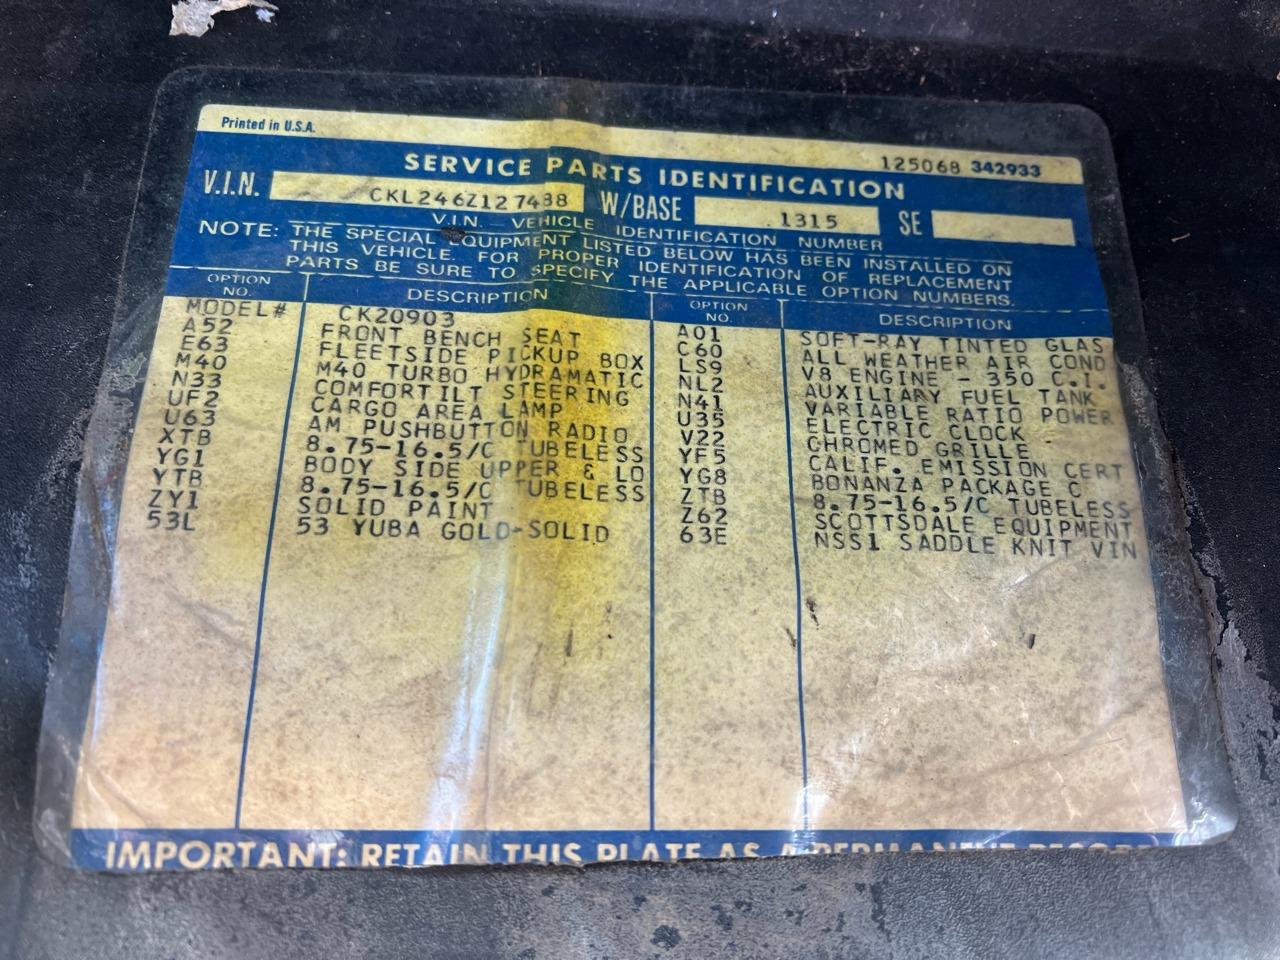 Printed in U.S.A.
125068 342933
SERVICE PARTS IDENTIFICATION
V.I.N. CKL246Z127488 W/BASE .1315 SE
V.I.N. – VEHICLE IDENTIFICATION NUMBER
NOTE: THE SPECIAL EQUIPMENT LISTED BELOW HAS BEEN INSTALLED ON
THIS VEHICLE. FOR PROPER IDENTIFICATION OF REPLACEMENT
PARTS BE SURE TO SPECIFY THE APPLICABLE OPTION NUMBERS.
OPTION NO. DESCRIPTION OPTION NO. DESCRIPTION
MODEL# CK20903
A52 FRONT BENCH SEAT A01 SOFT-RAY TINTED GLAS
E63 FLEETSIDE PICKUP BOX C60 ALL WEATHER AIR COND
M40 M40 TURBO HYDRAMATIC LS9 V8 ENGINE - 350 C.I.
N33 COMFORTILT STEERING NL2 AUXILIARY FUEL TANK
UF2 CARGO AREA LAMP N41 VARIABLE RATIO POWER
U63 AM PUSHBUTTON RADIO U35 ELECTRIC CLOCK
XTB 8.75-16.5/C TUBELESS V22 CHROMED GRILLE
YG1 BODY SIDE UPPER & LO YF5 CALIF. EMISSION CERT
YTB 8.75-16.5/C TUBELESS YG8 BONANZA PACKAGE C
ZY1 SOLID PAINT ZTB 8.75-16.5/C TUBELESS
53L 53 YUBA GOLD-SOLID Z62 SCOTTSDALE EQUIPMENT
63E NSS1 SADDLE KNIT VIN
IMPORTANT: RETAIN THIS PLATE AS A PERMANENT RECORD